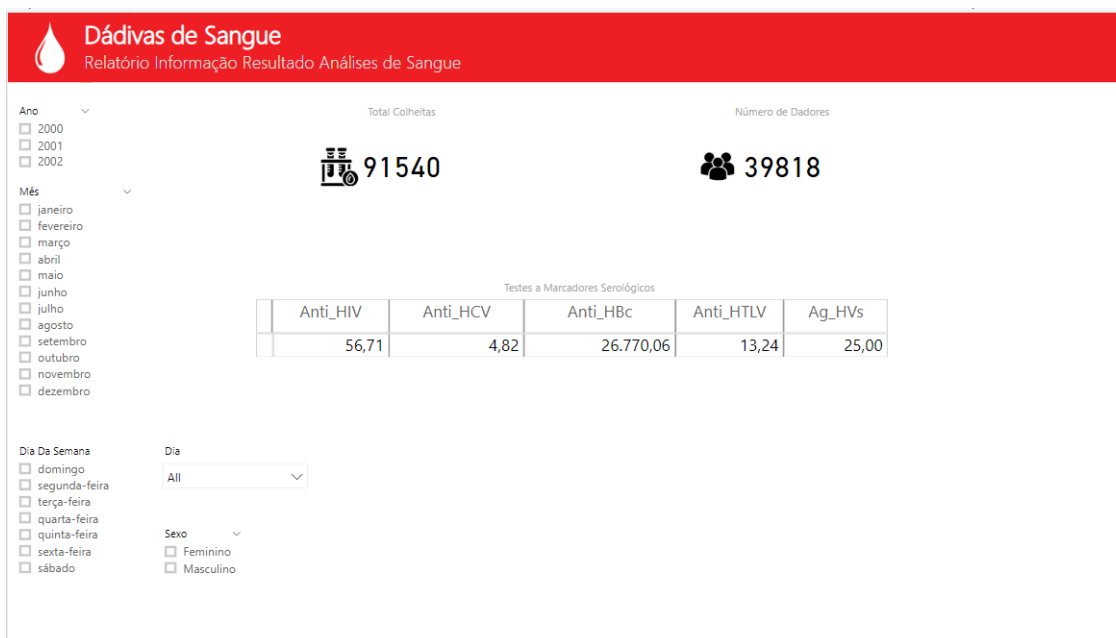 Dádivas de Sangue
Relatório Informação Resultado Análises de Sangue
Ano
2000
2001
2002
Mês
janeiro
fevereiro
março
abril
maio
junho
julho
agosto
setembro
outubro
novembro
dezembro
Total Colheitas
91540
Número de Dadores
39818
Testes a Marcadores Serológicos
Anti_HIV Anti_HCV Anti_HBc Anti_HTLV Ag_HVs
56,71 4,82 26.770,06 13,24 25,00
Dia Da Semana
domingo
segunda-feira
terça-feira
quarta-feira
quinta-feira
sexta-feira
sábado
Dia
All
Sexo
Feminino
Masculino